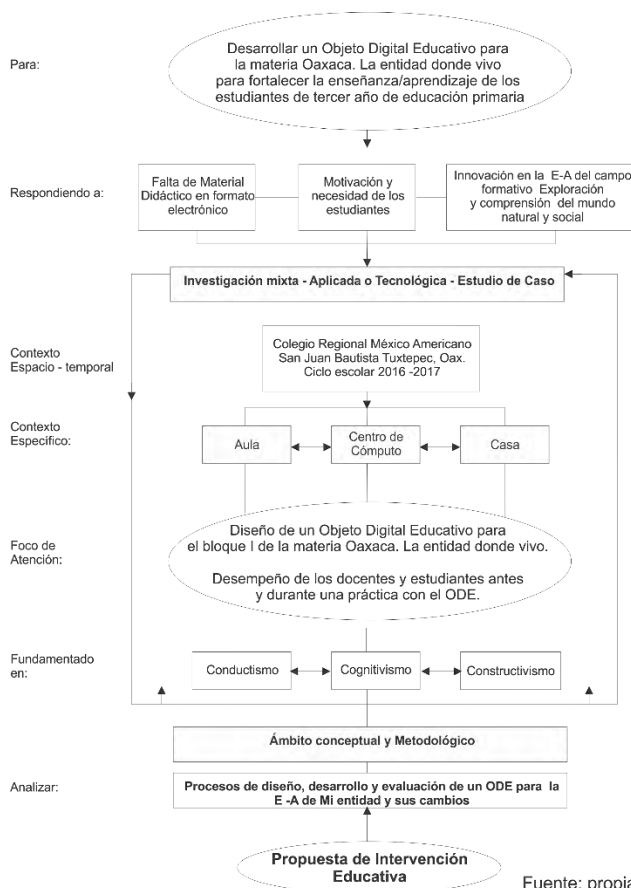 Para:
Desarrollar un Objeto Digital Educativo para
la materia Oaxaca. La entidad donde vivo
para fortalecer la enseñanza/aprendizaje de los
estudiantes de tercer año de educación primaria
Respondiendo a:
Falta de Material
Didáctico en formato
electrónico
Motivación y
necesidad de los
estudiantes
Innovación en la E-A del campo
formativo Exploración
y comprensión del mundo
natural y social
Investigación mixta - Aplicada o Tecnológica - Estudio de Caso
Contexto
Espacio - temporal
Colegio Regional México Americano
San Juan Bautista Tuxtepec, Oax.
Ciclo escolar 2016 -2017
Contexto
Específico:
Aula
Centro de
Cómputo
Casa
Foco de
Atención:
Diseño de un Objeto Digital Educativo para
el bloque I de la materia Oaxaca. La entidad donde vivo.
Desempeño de los docentes y estudiantes antes
y durante una práctica con el ODE.
Fundamentado
en:
Conductismo
Cognitivismo
Constructivismo
Ámbito conceptual y Metodológico
Analizar:
Procesos de diseño, desarrollo y evaluación de un ODE para la
E -A de Mi entidad y sus cambios
Propuesta de Intervención
Educativa
Fuente: propia